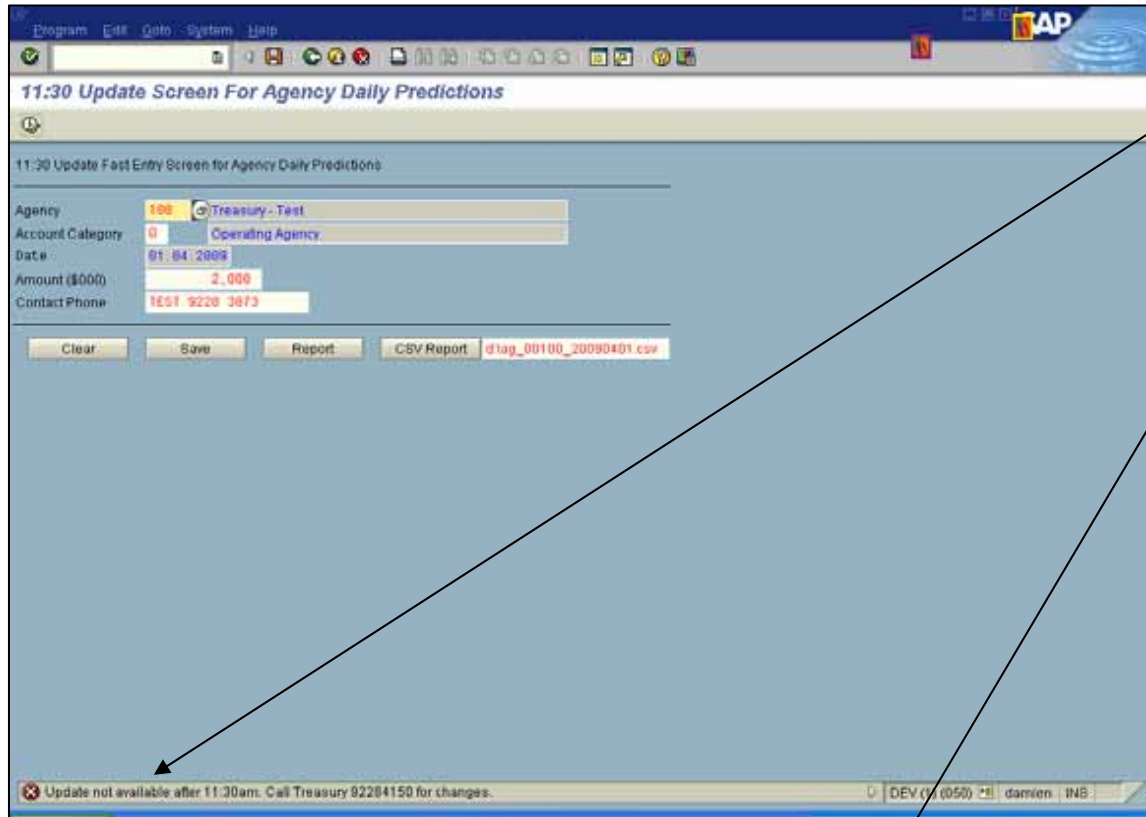 Program Edit Goto System Help
SAP
11:30 Update Screen For Agency Daily Predictions
11:30 Update Fast Entry Screen for Agency Daily Predictions
Agency 100 Treasury - Test
Account Category O Operating Agency
Date 01.04.2009
Amount ($000) 2,000
Contact Phone TEST 9228 3073
Clear Save Report CSV Report d:\ag_00100_20090401.csv
Update not available after 11:30am. Call Treasury 92284150 for changes.
DEV (1) (050) damien INS